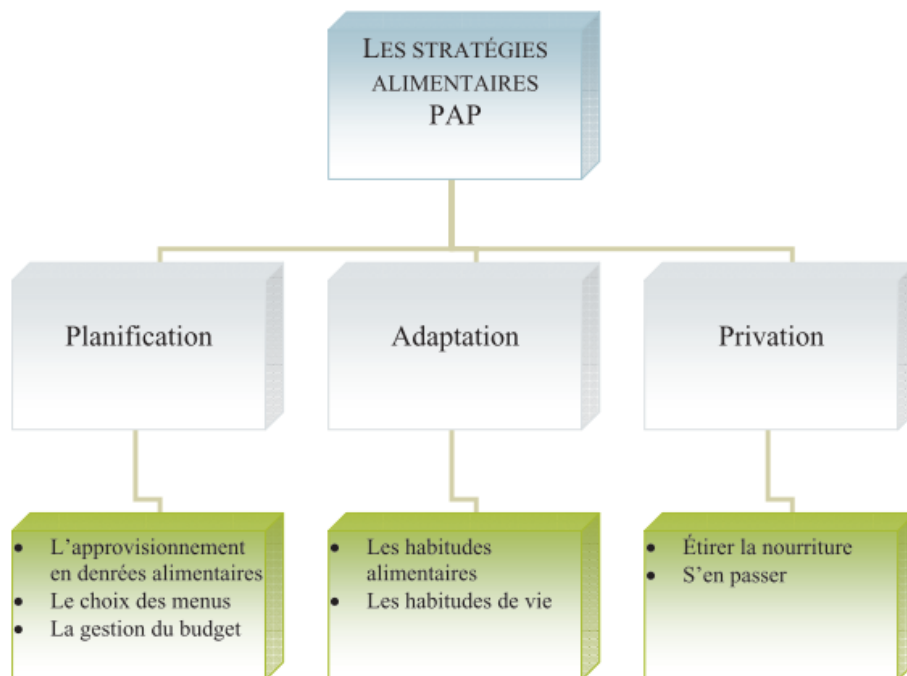 LES STRATÉGIES
ALIMENTAIRES
PAP
Planification
Adaptation
Privation
• L'approvisionnement
en denrées alimentaires
• Le choix des menus
• La gestion du budget
• Les habitudes
alimentaires
• Les habitudes de vie
• Étirer la nourriture
• S'en passer